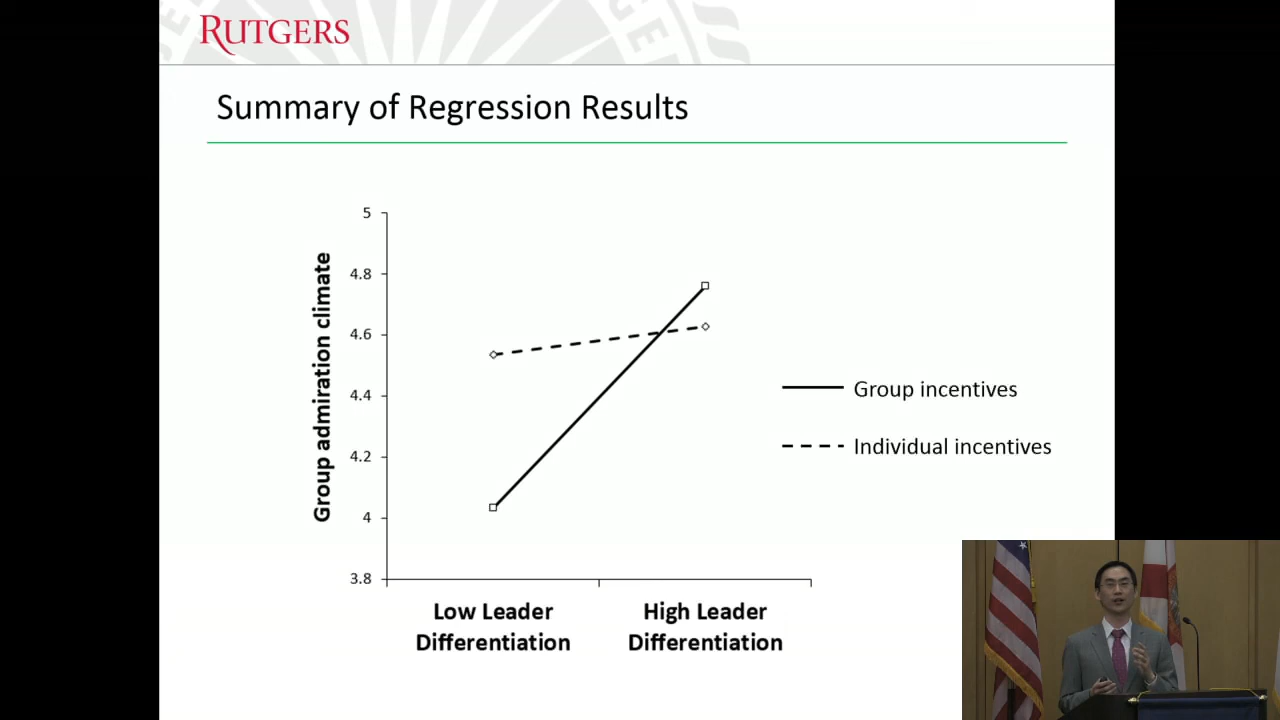 RUTGERS
Summary of Regression Results
5
4.8
4.6
4.4
4.2
4
3.8
Group admiration climate
Low Leader
Differentiation
High Leader
Differentiation
Group incentives
Individual incentives